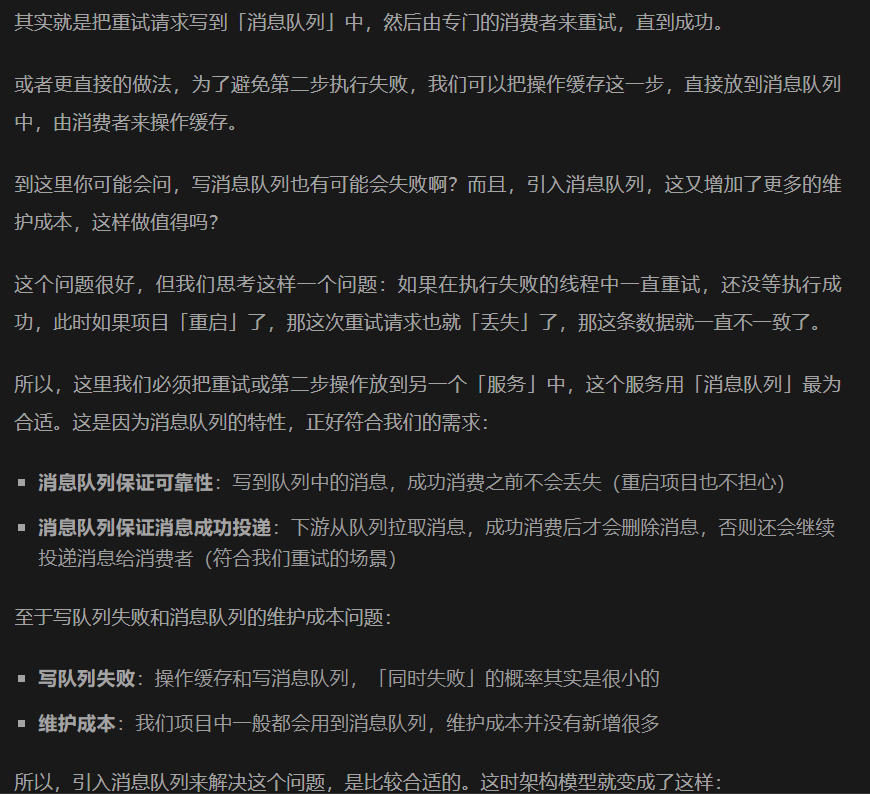 其实就是把重试请求写到「消息队列」中，然后由专门的消费者来重试，直到成功。
或者更直接的做法，为了避免第二步执行失败，我们可以把操作缓存这一步，直接放到消息队列
中，由消费者来操作缓存。
到这里你可能会问，写消息队列也有可能会失败啊？而且，引入消息队列，这又增加了更多的维
护成本，这样做值得吗？
这个问题很好，但我们思考这样一个问题：如果在执行失败的线程中一直重试，还没等执行成
功，此时如果项目「重启」了，那这次重试请求也就「丢失」了，那这条数据就一直不一致了。
所以，这里我们必须把重试或第二步操作放到另一个「服务」中，这个服务用「消息队列」最为
合适。这是因为消息队列的特性，正好符合我们的需求：
▪ 消息队列保证可靠性：写到队列中的消息，成功消费之前不会丢失（重启项目也不担心）
▪ 消息队列保证消息成功投递：下游从队列拉取消息，成功消费后才会删除消息，否则还会继续
投递消息给消费者（符合我们重试的场景）
至于写队列失败和消息队列的维护成本问题：
▪ 写队列失败：操作缓存和写消息队列，「同时失败」的概率其实是很小的
▪ 维护成本：我们项目中一般都会用到消息队列，维护成本并没有新增很多
所以，引入消息队列来解决这个问题，是比较合适的。这时架构模型就变成了这样：